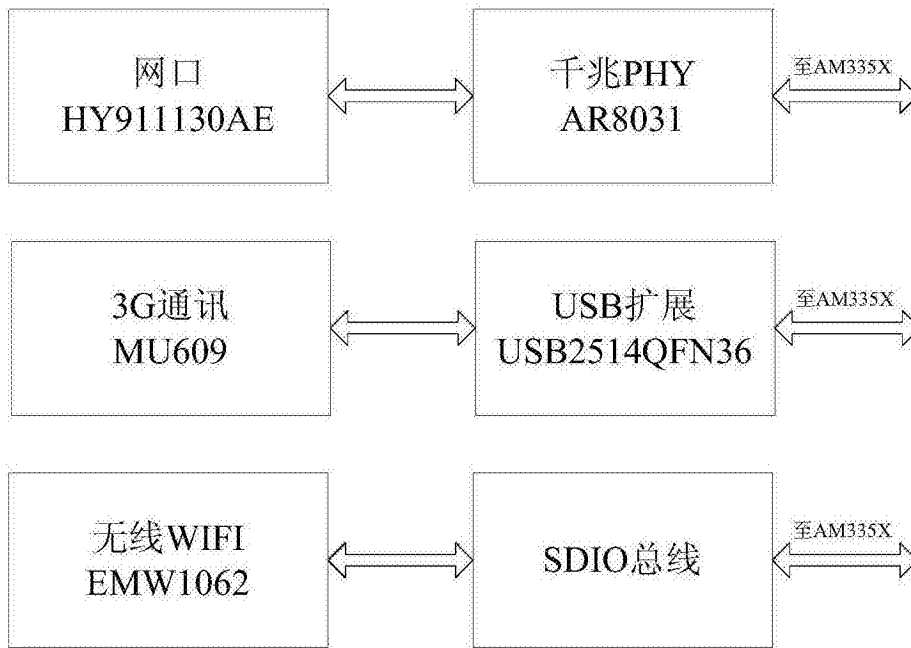 网口
HY911130AE
千兆PHY
AR8031
至AM335X
3G通讯
MU609
USB扩展
USB2514QFN36
至AM335X
无线WIFI
EMW1062
SDIO总线
至AM335X